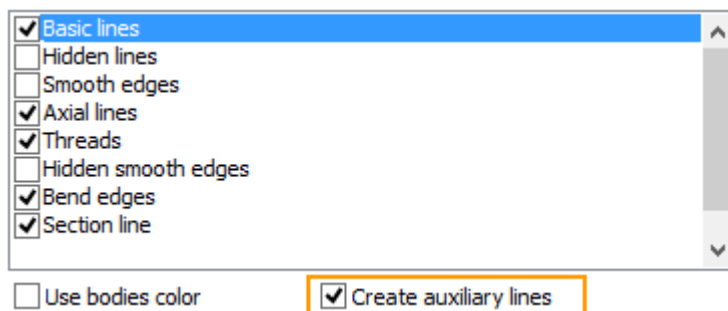 Basic lines
Hidden lines
Smooth edges
Axial lines
Threads
Hidden smooth edges
Bend edges
Section line
Use bodies color
Create auxiliary lines